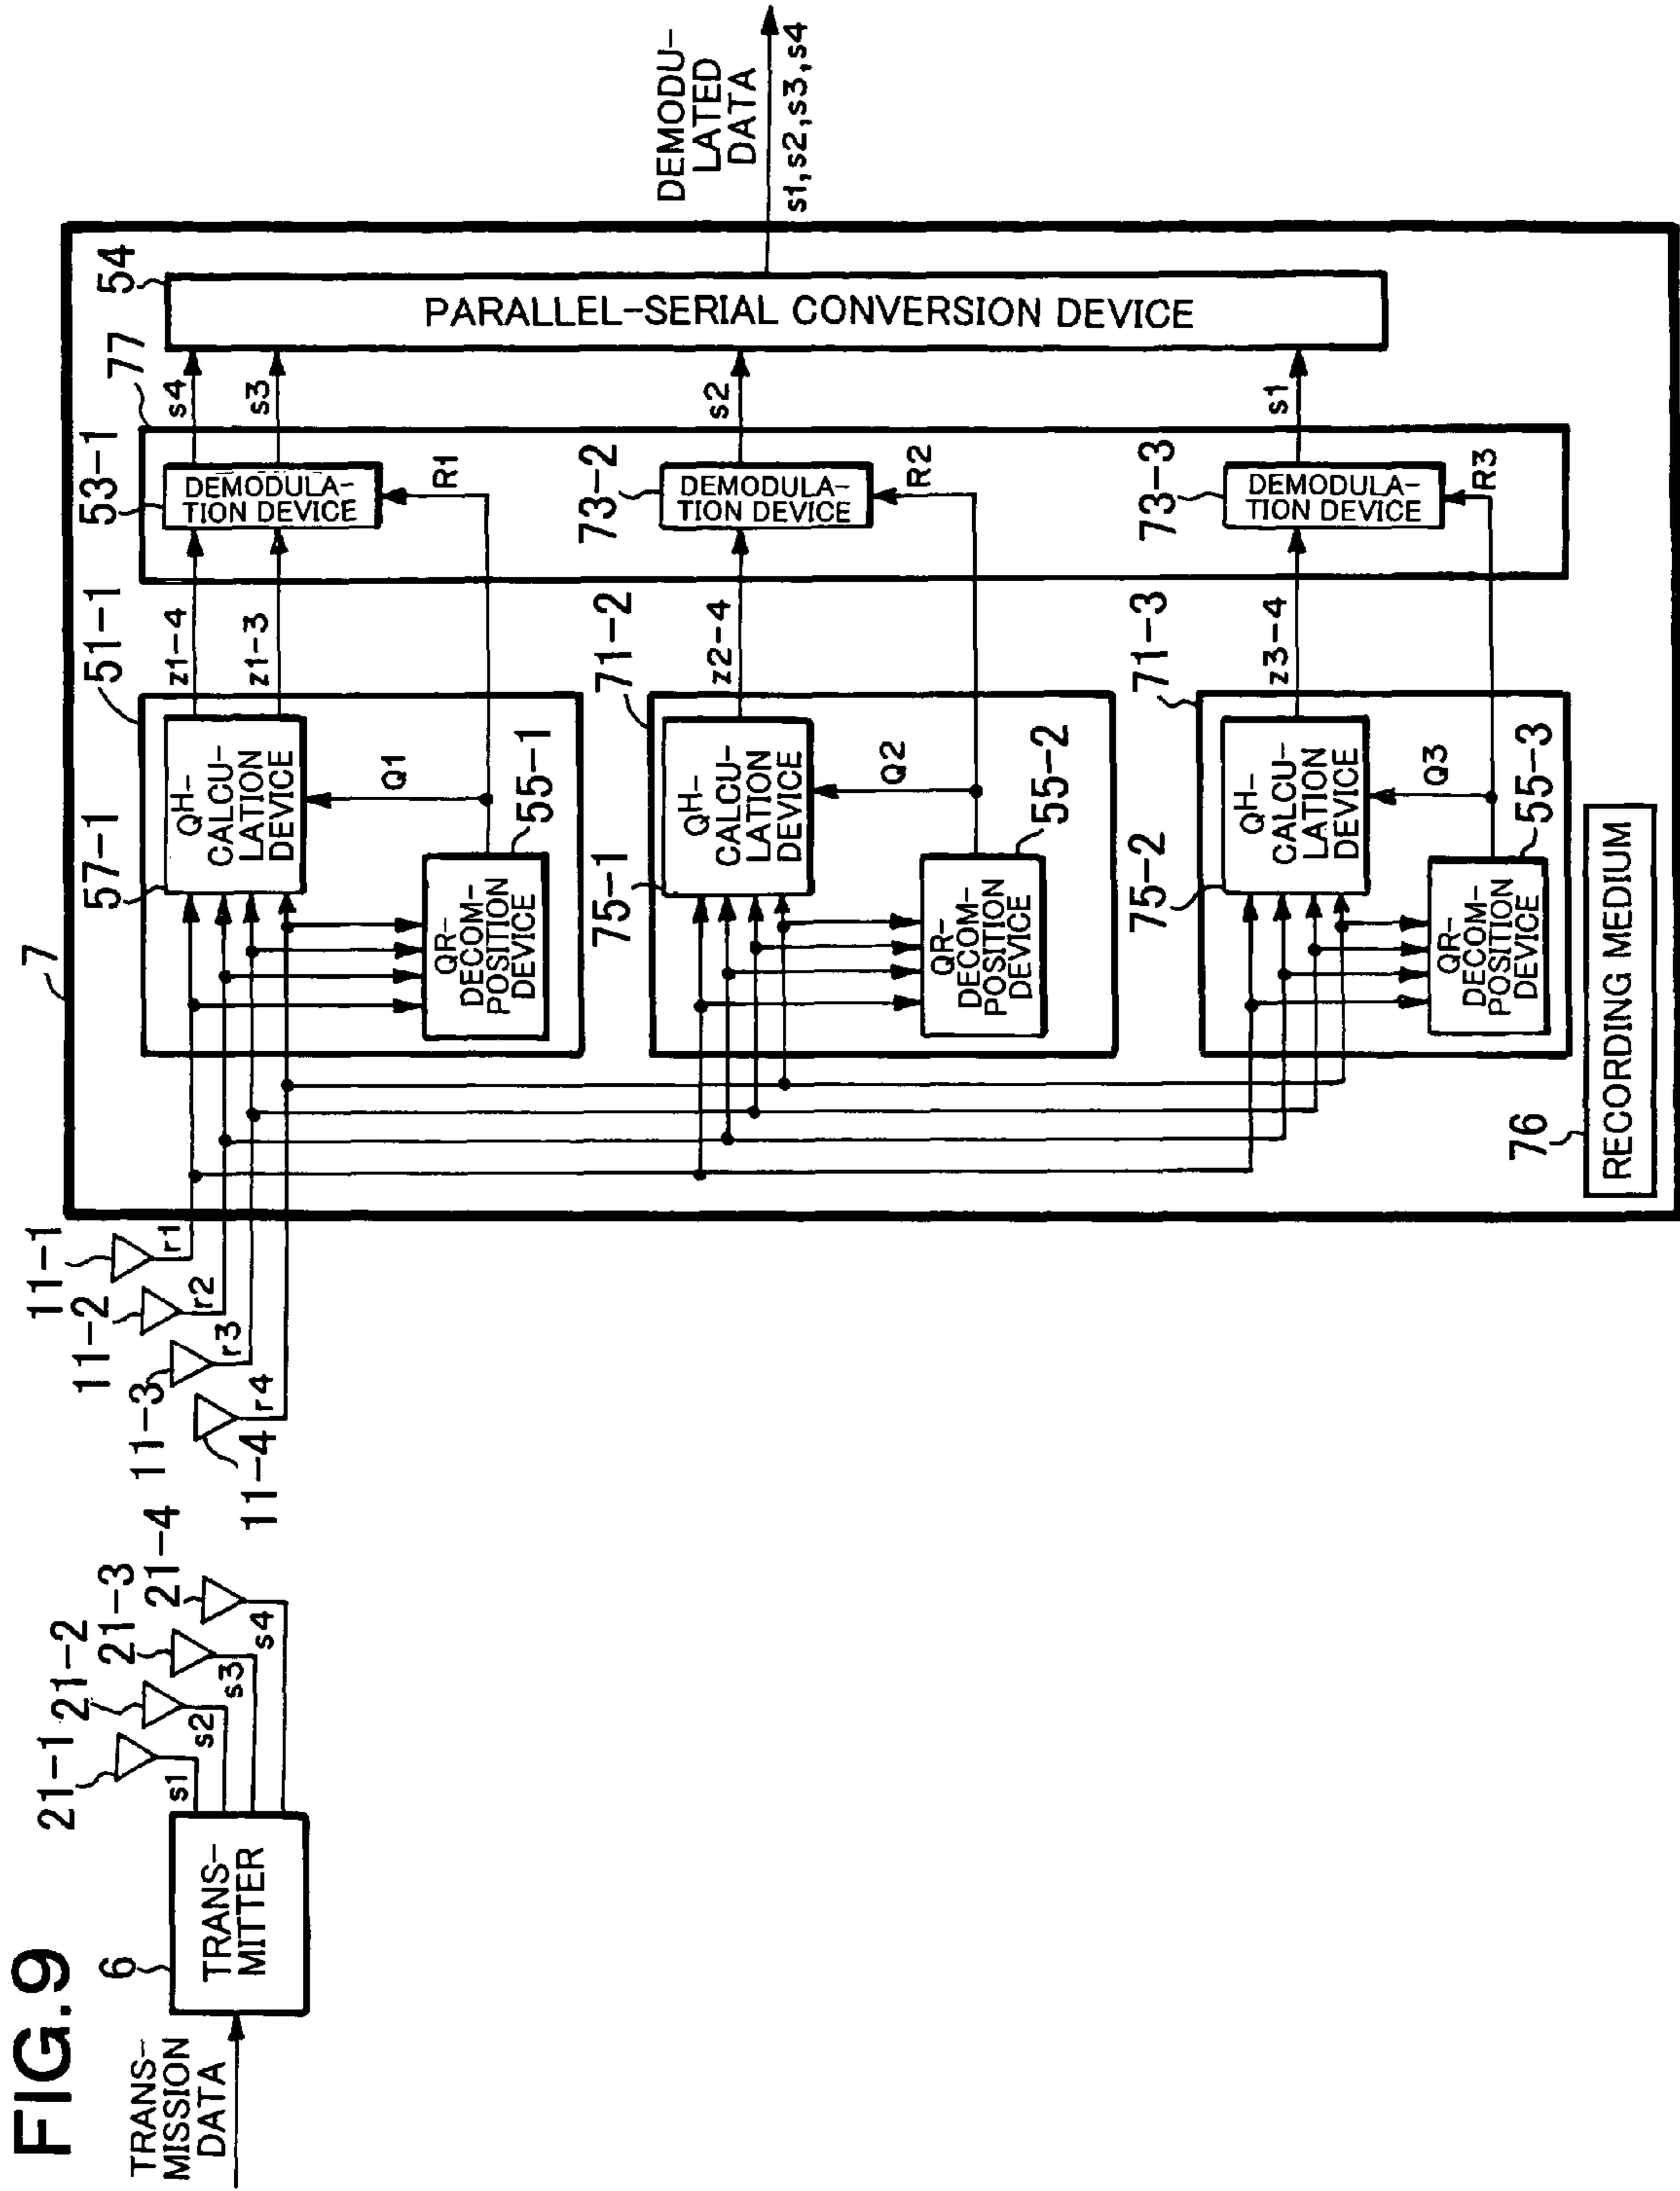 FIG.9
TRANS-
MISSION
DATA
6
TRANS-
MITTER
s1
s2
s3
s4
21-1
21-2
21-3
21-4
11-1
11-2
11-3
11-4
r1
r2
r3
r4
7
51-1
57-1
QH-
CALCU-
LATION
DEVICE
Q1
QR-
DECOM-
POSITION
DEVICE
55-1
z1-4
z1-3
R1
71-2
75-1
QH-
CALCU-
LATION
DEVICE
Q2
QR-
DECOM-
POSITION
DEVICE
55-2
z2-4
R2
71-3
75-2
QH-
CALCU-
LATION
DEVICE
Q3
QR-
DECOM-
POSITION
DEVICE
55-3
z3-4
R3
76
RECORDING MEDIUM
77
53-1
DEMODULA-
TION DEVICE
73-2
DEMODULA-
TION DEVICE
73-3
DEMODULA-
TION DEVICE
s4
s3
s2
s1
54
PARALLEL-SERIAL CONVERSION DEVICE
DEMODU-
LATED
DATA
s1,s2,s3,s4